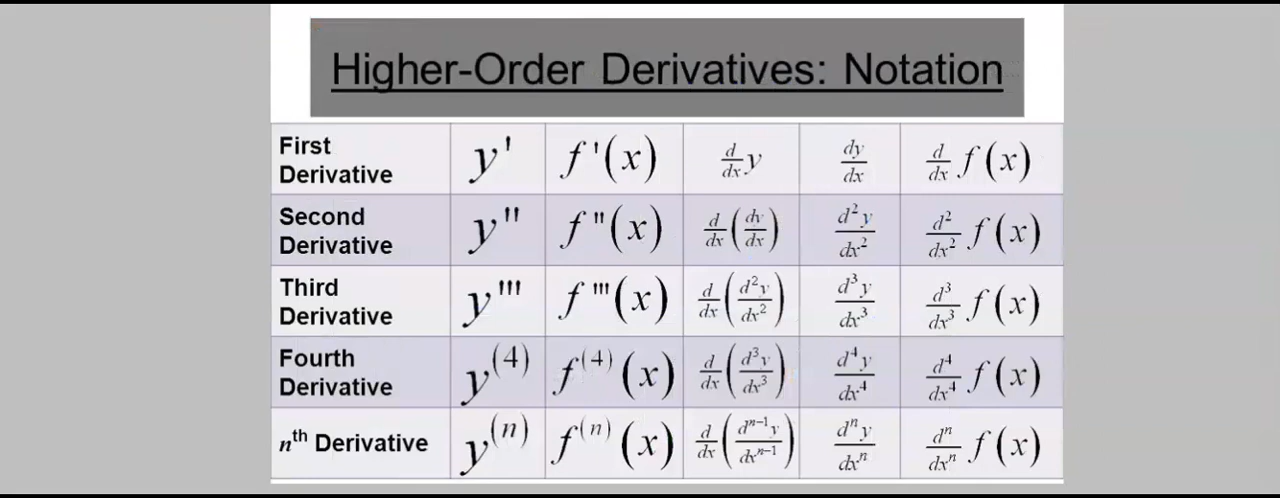 Higher-Order Derivatives: Notation
First Derivative y' f'(x) d/dx y dy/dx d/dx f(x)
Second Derivative y'' f''(x) d/dx (dy/dx) d²y/dx² d²/dx² f(x)
Third Derivative y''' f'''(x) d/dx (d²y/dx²) d³y/dx³ d³/dx³ f(x)
Fourth Derivative y⁽⁴⁾ f⁽⁴⁾(x) d/dx (d³y/dx³) d⁴y/dx⁴ d⁴/dx⁴ f(x)
nᵗʰ Derivative y⁽ⁿ⁾ f⁽ⁿ⁾(x) d/dx (dⁿ⁻¹y/dxⁿ⁻¹) dⁿy/dxⁿ dⁿ/dxⁿ f(x)